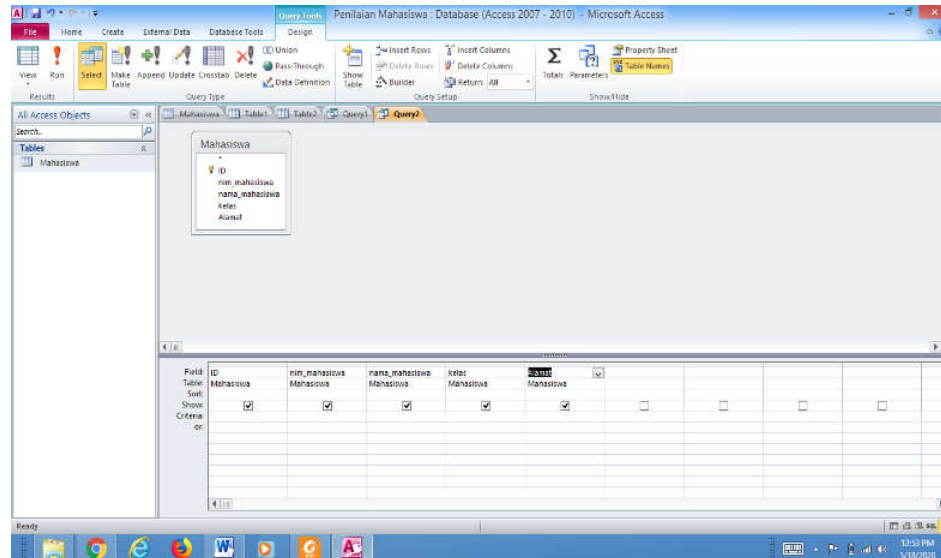 Query Tools Penilaian Mahasiswa : Database (Access 2007 - 2010) - Microsoft Access
File Home Create External Data Database Tools Design
View Run Select Make Table Append Update Crosstab Delete
Union
Pass-Through
Data Definition
Show Table
Insert Rows
Delete Rows
Builder
Insert Columns
Delete Columns
Return: All
Totals Parameters
Property Sheet
Table Names
Results Query Type Query Setup Show/Hide
All Access Objects
Search..
Tables
Mahasiswa
Mahasiswa Table1 Table2 Query1 Query2
Mahasiswa
*
ID
nim_mahasiswa
nama_mahasiswa
kelas
Alamat
Field: ID nim_mahasiswa nama_mahasiswa kelas Alamat
Table: Mahasiswa Mahasiswa Mahasiswa Mahasiswa Mahasiswa
Sort:
Show:
Criteria:
or:
Ready
12:53 PM